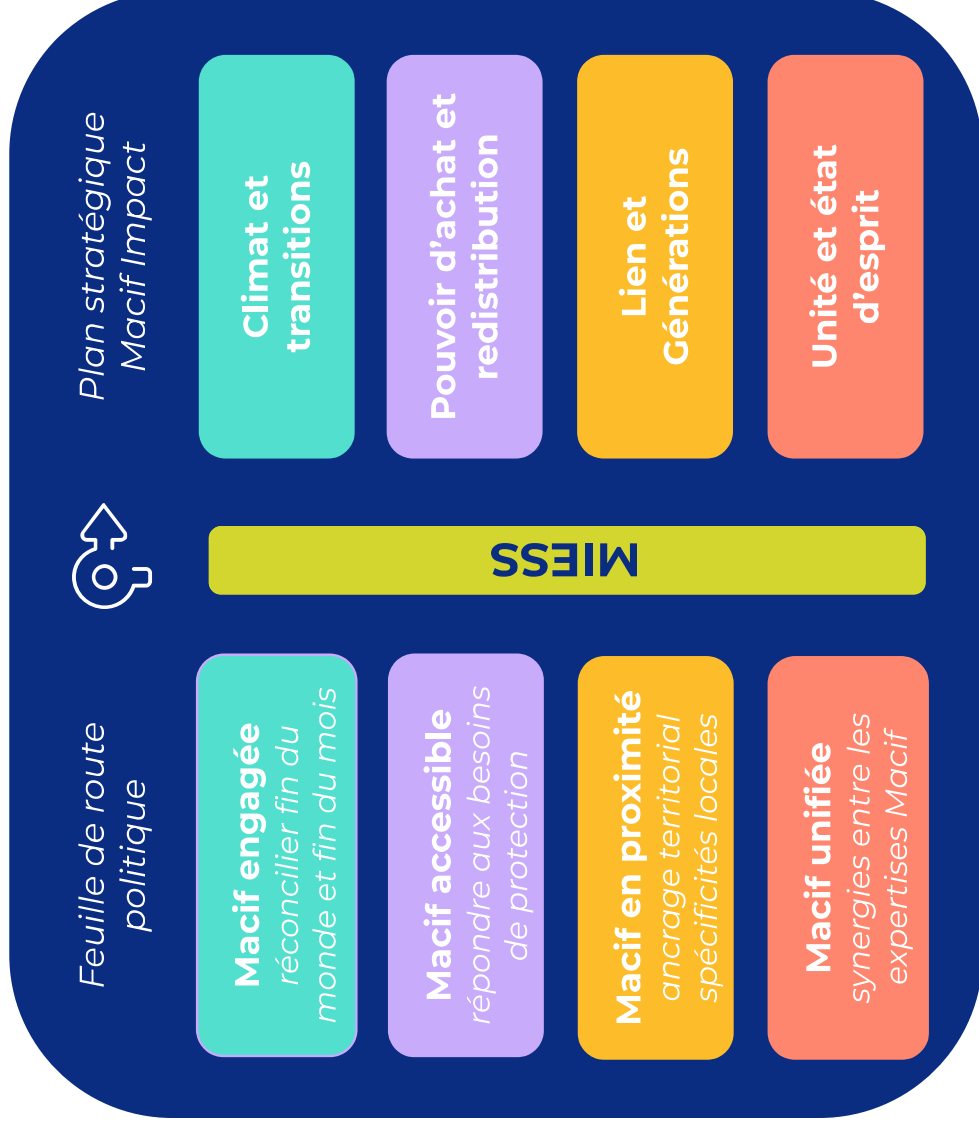 Feuille de route
politique
Macif engagée
réconcilier fin du
monde et fin du mois
Macif accessible
répondre aux besoins
de protection
Macif en proximité
ancrage territorial
spécificités locales
Macif unifiée
synergies entre les
expertises Macif
MIESS
Plan stratégique
Macif Impact
Climat et
transitions
Pouvoir d'achat et
redistribution
Lien et
Générations
Unité et état
d'esprit